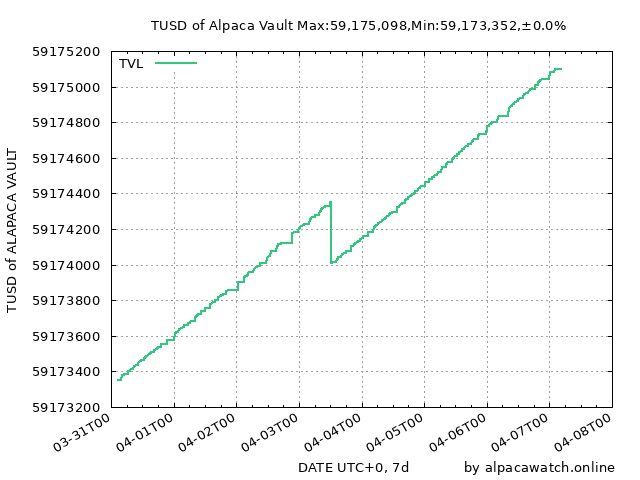 TUSD of Alpaca Vault Max:59,175,098,Min:59,173,352,±0.0%
TVL
TUSD of ALAPACA VAULT
59175200
59175000
59174800
59174600
59174400
59174200
59174000
59173800
59173600
59173400
59173200
03-31T00
04-01T00
04-02T00
04-03T00
04-04T00
04-05T00
04-06T00
04-07T00
04-08T00
DATE UTC+0, 7d
by alpacawatch.online